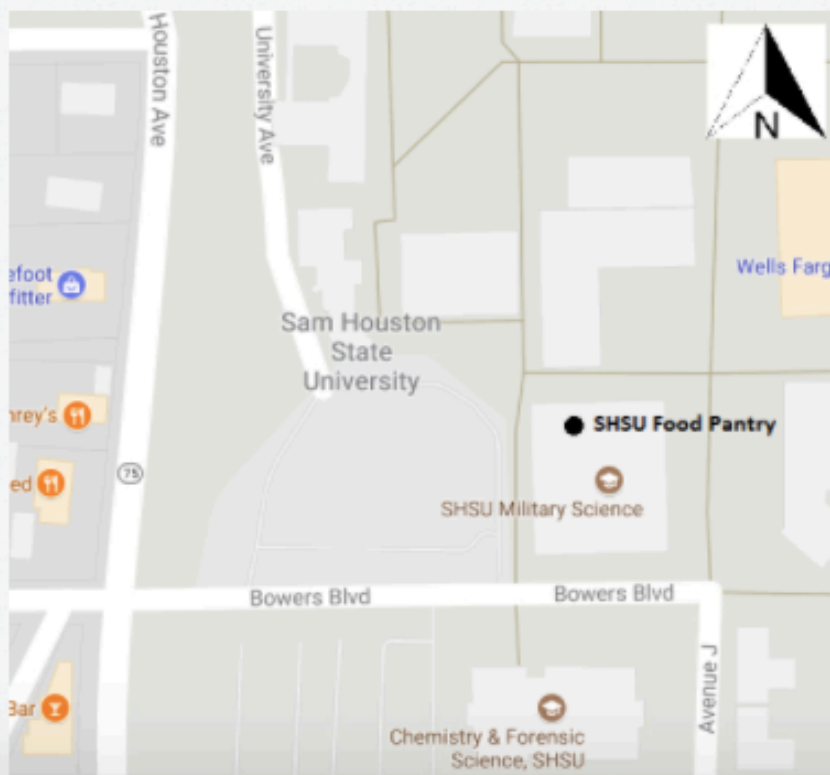 Houston Ave
University Ave
N
Wells Farg
efoot
fitter
Sam Houston
State
University
nrey's
SHSU Food Pantry
75
ed
SHSU Military Science
Bowers Blvd
Bowers Blvd
Avenue J
Bar
Chemistry & Forensic
Science, SHSU